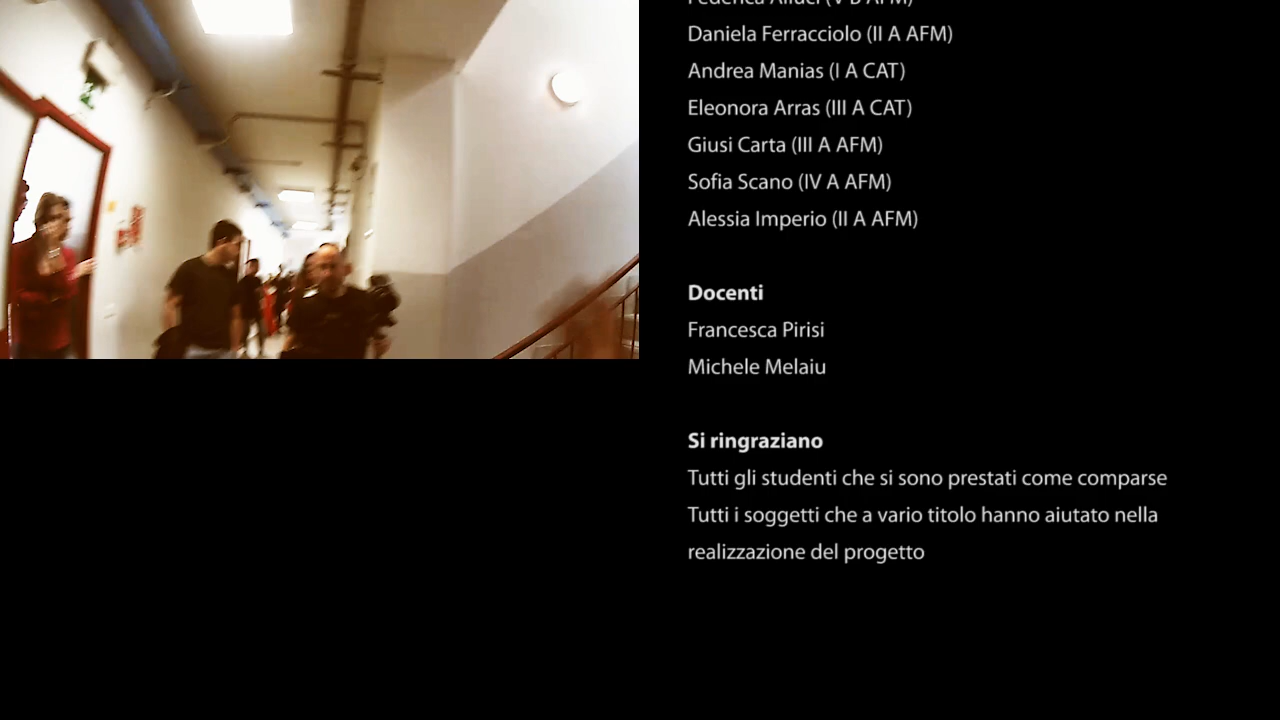 (V B AFM)
Daniela Ferracciolo (II A AFM)
Andrea Manias (I A CAT)
Eleonora Arras (III A CAT)
Giusi Carta (III A AFM)
Sofia Scano (IV A AFM)
Alessia Imperio (II A AFM)
Docenti
Francesca Pirisi
Michele Melaiu
Si ringraziano
Tutti gli studenti che si sono prestati come comparse
Tutti i soggetti che a vario titolo hanno aiutato nella
realizzazione del progetto